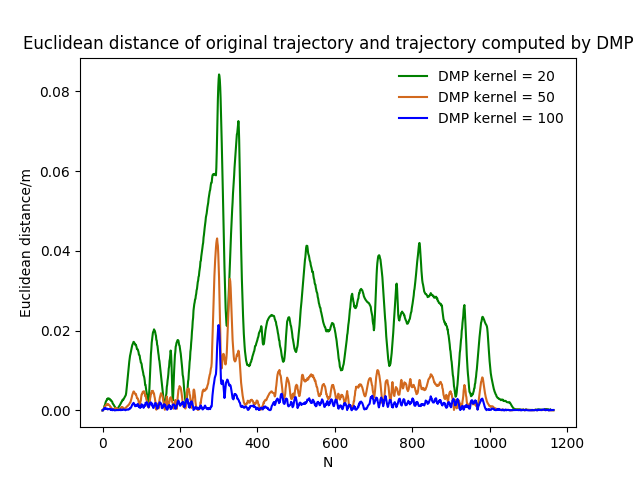 Euclidean distance of original trajectory and trajectory computed by DMP
DMP kernel = 20
DMP kernel = 50
DMP kernel = 100
Euclidean distance/m
0.08
0.06
0.04
0.02
0.00
0 200 400 600 800 1000 1200
N